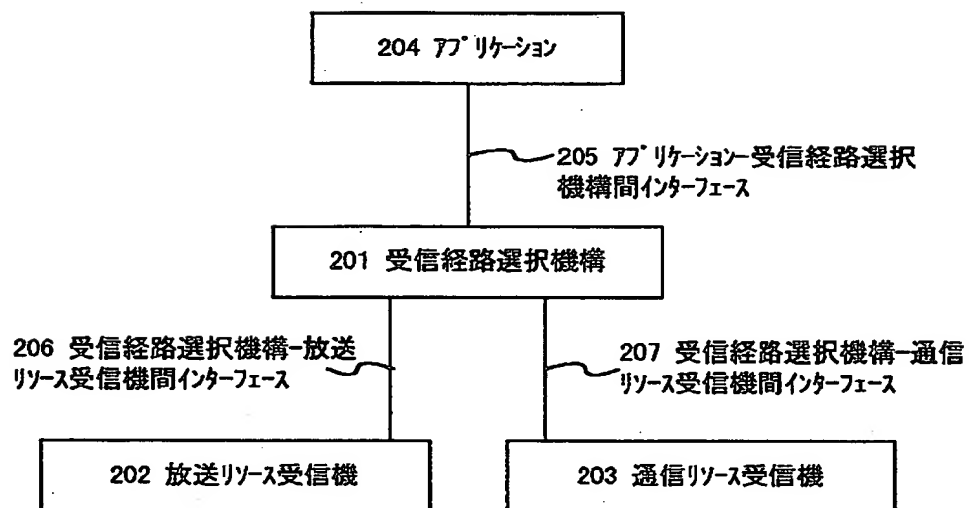 204 アプリケーション
205 アプリケーション-受信経路選択
機構間インターフェース
201 受信経路選択機構
206 受信経路選択機構-放送
リソース受信機間インターフェース
207 受信経路選択機構-通信
リソース受信機間インターフェース
202 放送リソース受信機
203 通信リソース受信機